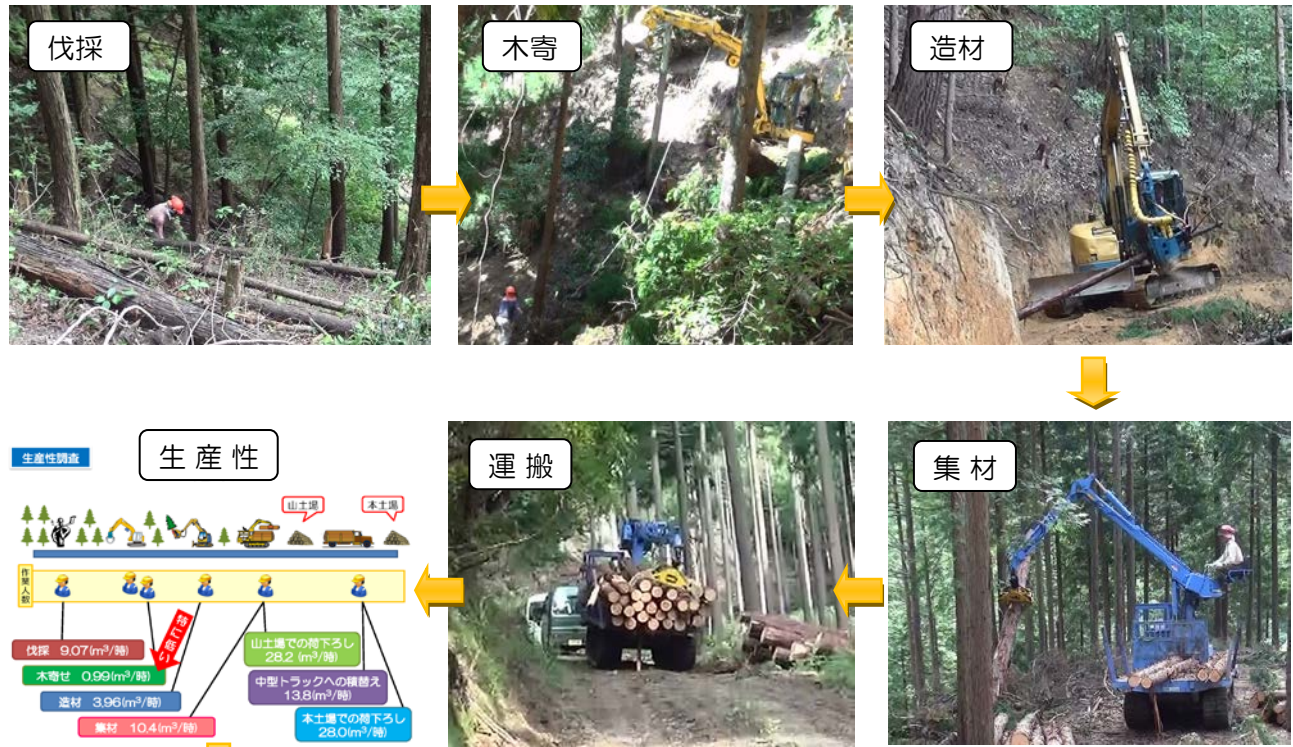 伐採
木寄
造材
集材
運搬
生産性
生産性調査
山土場
本土場
作業人数
特に低り
伐採 9.07(m³/時)
木寄せ 0.99(m³/時)
造材 3.96(m³/時)
集材 10.4(m³/時)
山土場での荷下ろし
28.2 (m³/時)
中型トラックへの積替え
13.8(m³/時)
本土場での荷下ろし
28.0(m³/時)